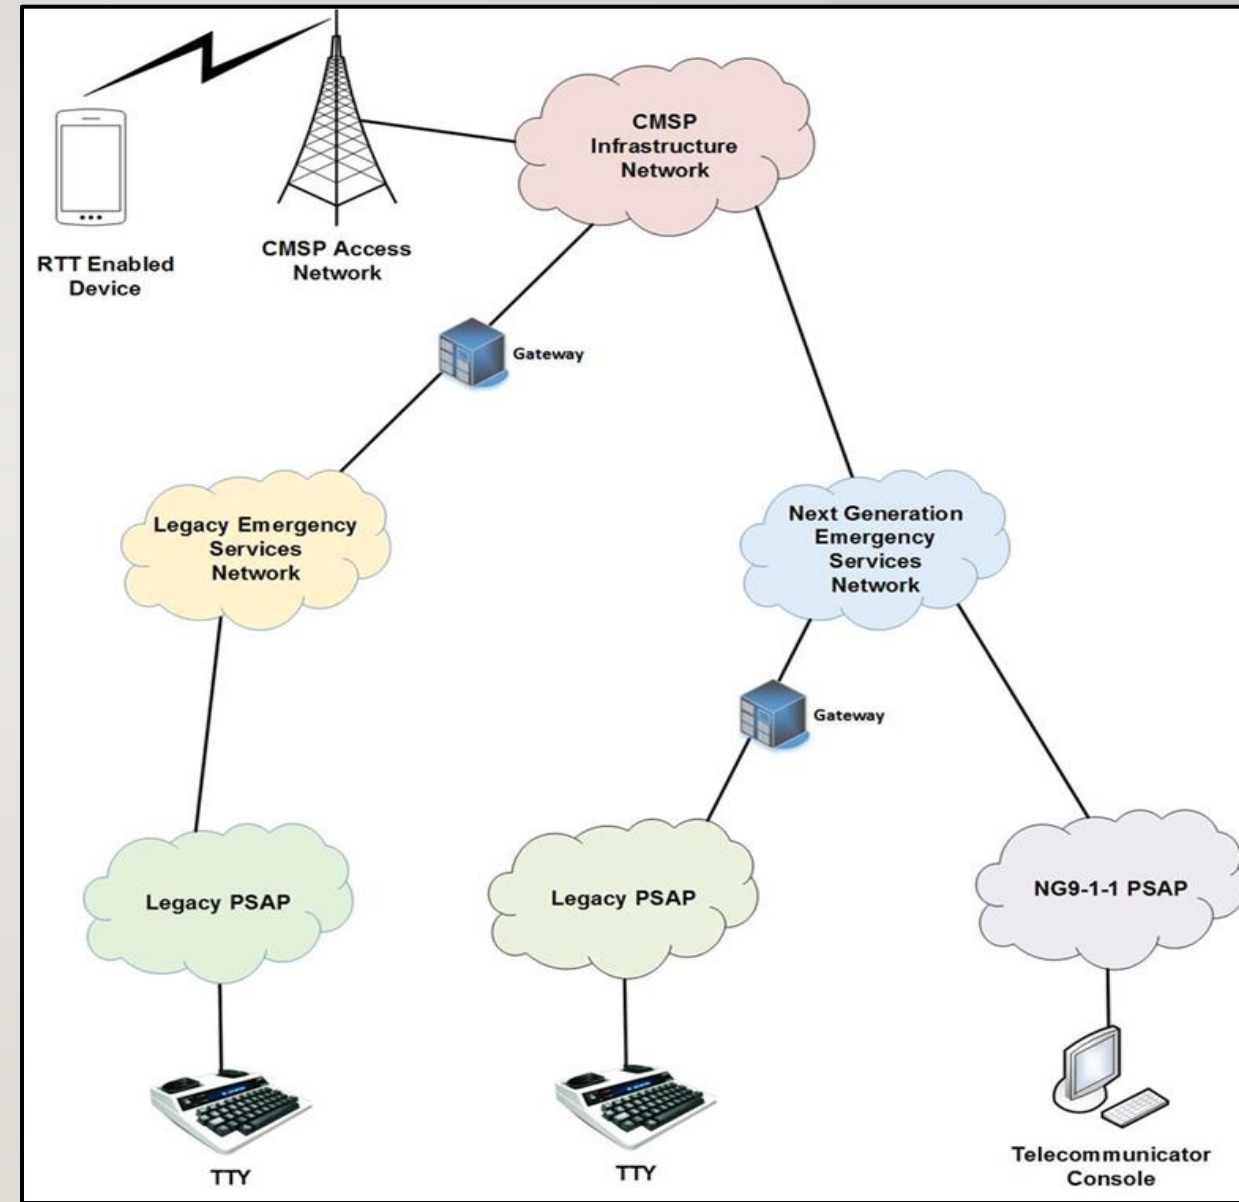 CMSP
Infrastructure
Network
RTT Enabled
Device
CMSP Access
Network
Gateway
Legacy Emergency
Services
Network
Next Generation
Emergency
Services
Network
Gateway
Legacy PSAP
Legacy PSAP
NG9-1-1 PSAP
TTY
TTY
Telecommunicator
Console